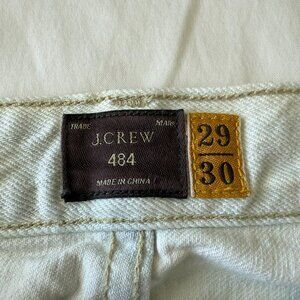 TRADE MARK
J.CREW
484
MADE IN CHINA
29
30